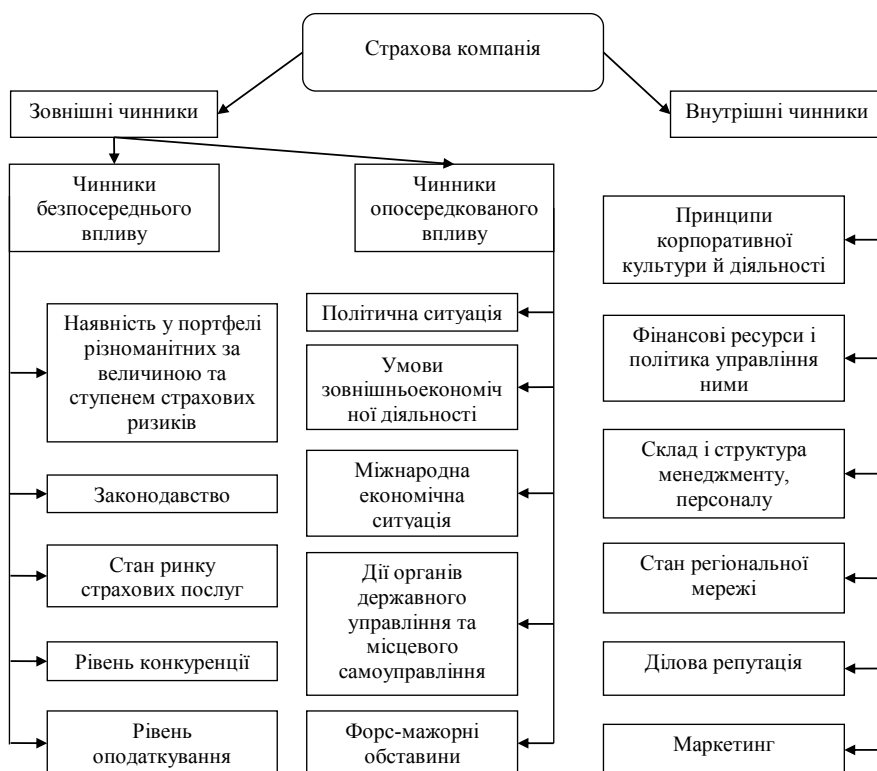 Страхова компанія
Зовнішні чинники
Внутрішні чинники
Чинники
безпосереднього
впливу
Чинники
опосередкованого
впливу
Наявність у портфелі
різноманітних за
величиною та
ступенем страхових
ризиків
Законодавство
Стан ринку
страхових послуг
Рівень конкуренції
Рівень
оподаткування
Політична ситуація
Умови
зовнішньоекономіч
ної діяльності
Міжнародна
економічна
ситуація
Дії органів
державного
управління та
місцевого
самоуправління
Форс-мажорні
обставини
Принципи
корпоративної
культури й діяльності
Фінансові ресурси і
політика управління
ними
Склад і структура
менеджменту,
персоналу
Стан регіональної
мережі
Ділова репутація
Маркетинг